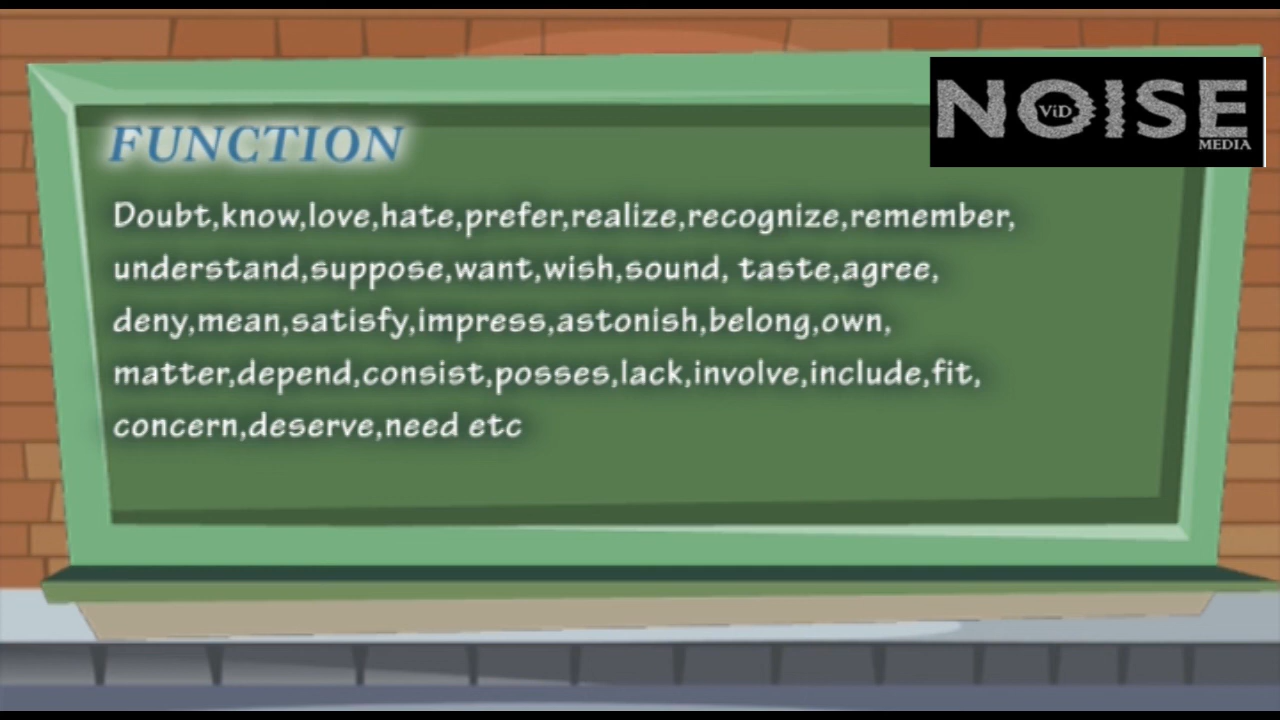 NOISE
ViD
MEDIA
FUNCTION
Doubt,know,love,hate,prefer,realize,recognize,remember,
understand,suppose,want,wish,sound, taste,agree,
deny,mean,satisfy,impress,astonish,belong,own,
matter,depend,consist,posses,lack,involve,include,fit,
concern,deserve,need etc